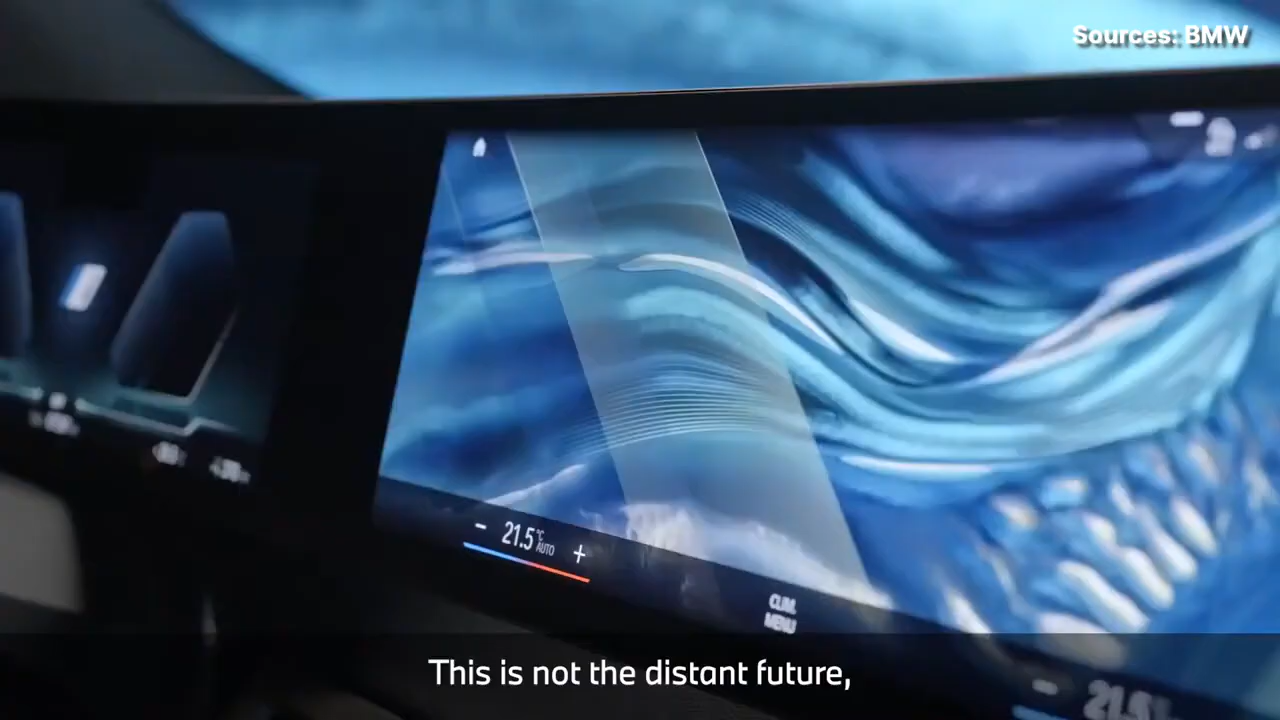 Sources: BMW
21.5 °C
AUTO
- +
CLIM.
MENU
This is not the distant future,